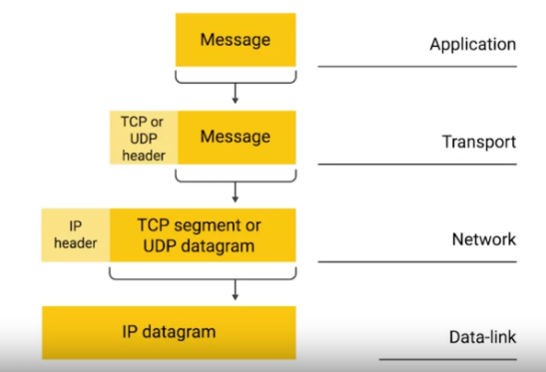 Message
Application
TCP or
UDP
header
Message
Transport
IP
header
TCP segment or
UDP datagram
Network
IP datagram
Data-link